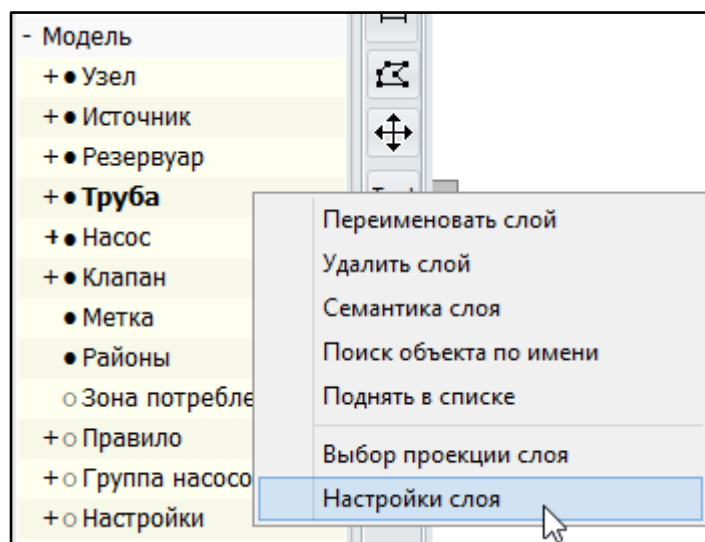 - Модель
+ ● Узел
+ ● Источник
+ ● Резервуар
+ ● Труба
+ ● Насос
+ ● Клапан
● Метка
● Районы
○ Зона потребле
+ ○ Правило
+ ○ Группа насосо
+ ○ Настройки
Переименовать слой
Удалить слой
Семантика слоя
Поиск объекта по имени
Поднять в списке
Выбор проекции слоя
Настройки слоя